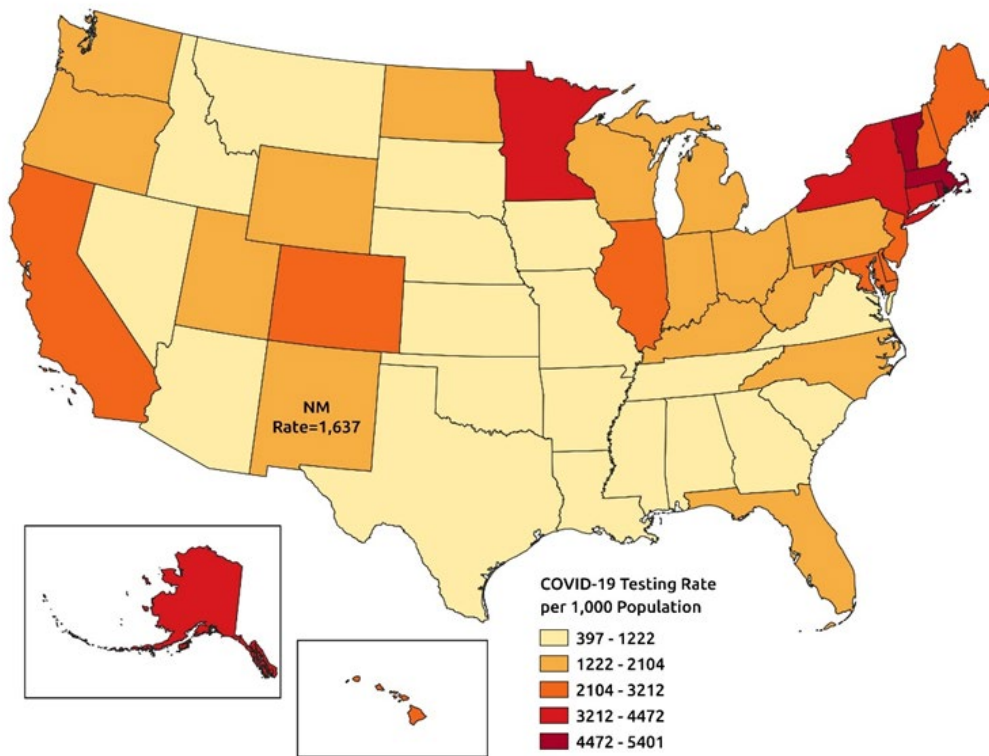 NM
Rate=1,637
COVID-19 Testing Rate
per 1,000 Population
397 - 1222
1222 - 2104
2104 - 3212
3212 - 4472
4472 - 5401